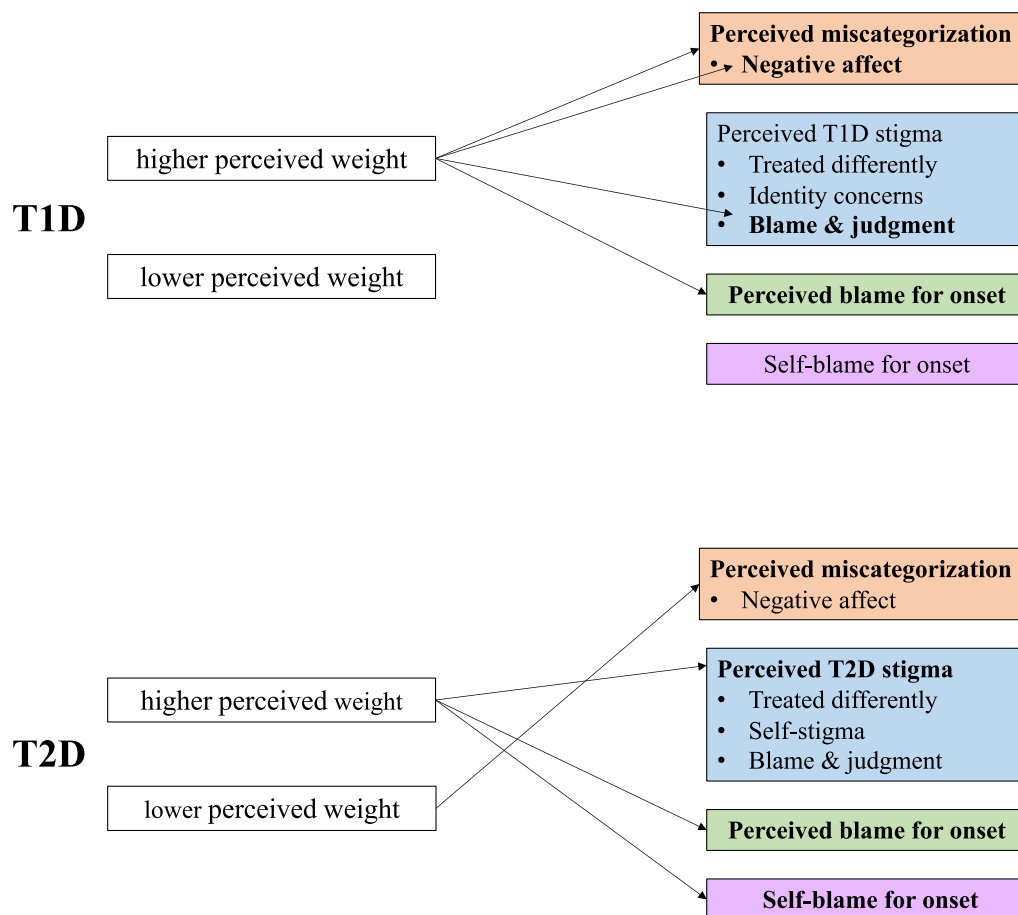 T1D
higher perceived weight
lower perceived weight
Perceived miscategorization
• Negative affect
Perceived T1D stigma
• Treated differently
• Identity concerns
• Blame & judgment
Perceived blame for onset
Self-blame for onset
T2D
higher perceived weight
lower perceived weight
Perceived miscategorization
• Negative affect
Perceived T2D stigma
• Treated differently
• Self-stigma
• Blame & judgment
Perceived blame for onset
Self-blame for onset